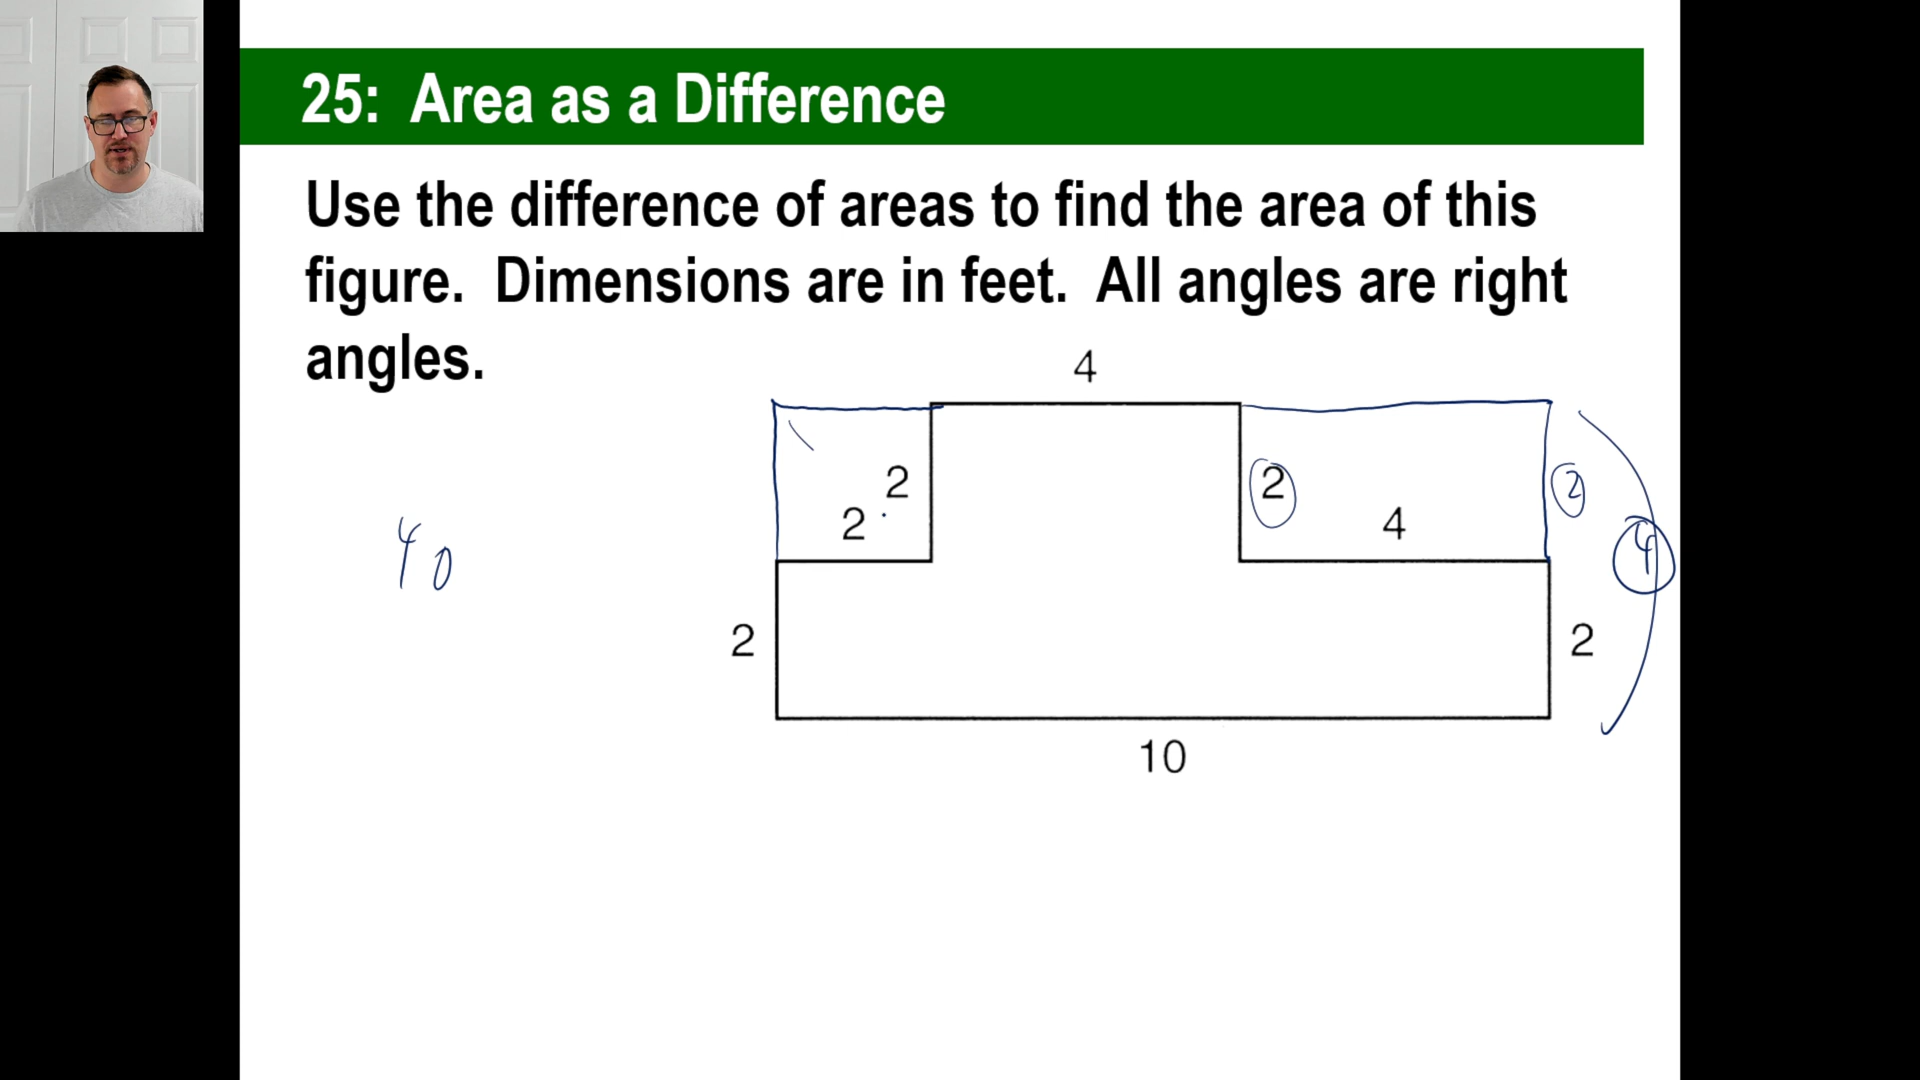 25: Area as a Difference
Use the difference of areas to find the area of this
figure. Dimensions are in feet. All angles are right
angles.
4
2
2
2
4
2
4
40
2
2
10